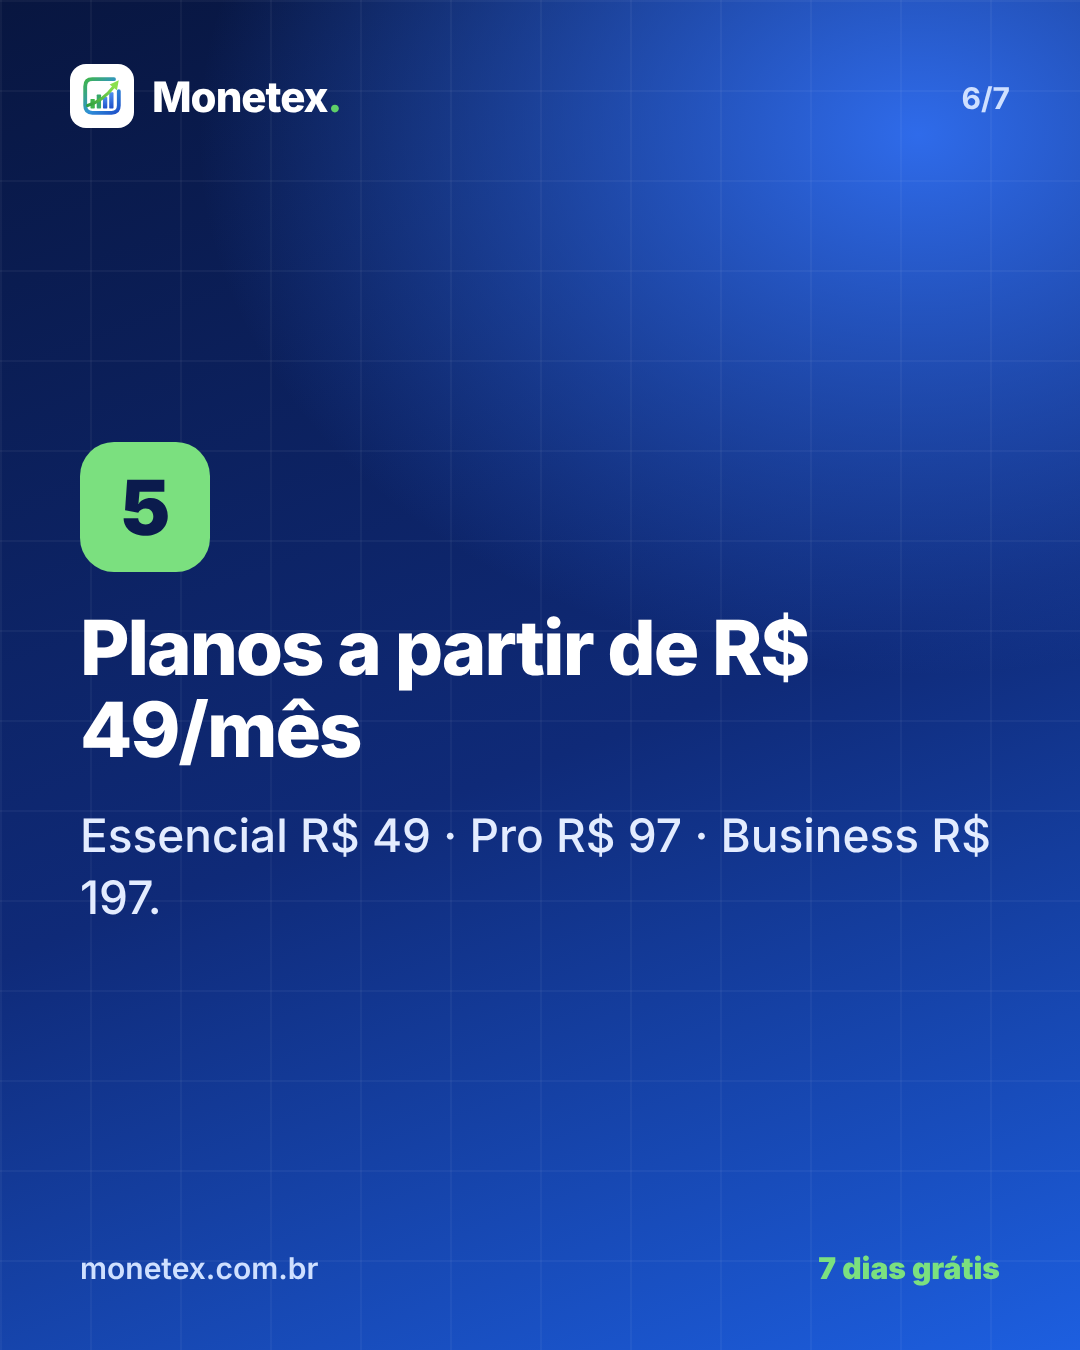 Monetex.
6/7
5
Planos a partir de R$
49/mês
Essencial R$ 49 · Pro R$ 97 · Business R$
197.
monetex.com.br
7 dias grátis